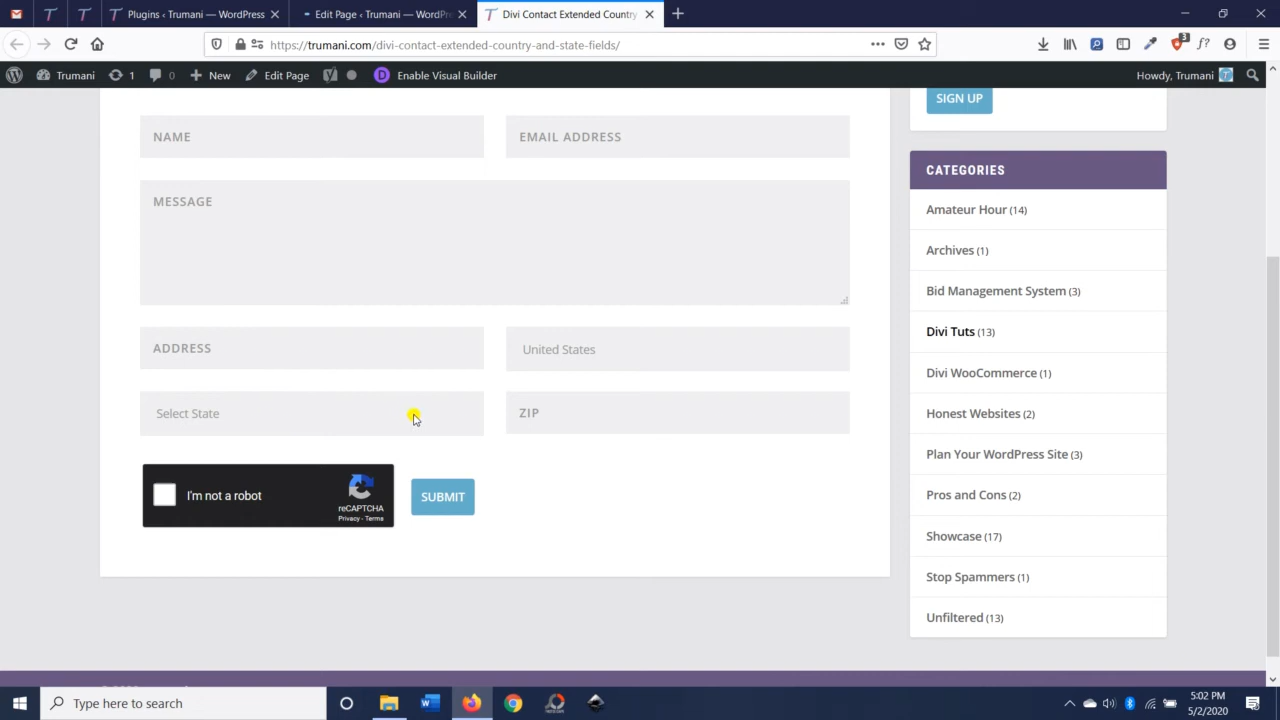 Plugins < Trumani — WordPress
Edit Page < Trumani — WordPre
Divi Contact Extended Country
https://trumani.com/divi-contact-extended-country-and-state-fields/
3
Trumani
1
0
New
Edit Page
Enable Visual Builder
Howdy, Trumani
SIGN UP
NAME
EMAIL ADDRESS
MESSAGE
ADDRESS
United States
Select State
ZIP
I'm not a robot
reCAPTCHA
Privacy - Terms
SUBMIT
CATEGORIES
Amateur Hour (14)
Archives (1)
Bid Management System (3)
Divi Tuts (13)
Divi WooCommerce (1)
Honest Websites (2)
Plan Your WordPress Site (3)
Pros and Cons (2)
Showcase (17)
Stop Spammers (1)
Unfiltered (13)
Type here to search
5:02 PM
5/2/2020